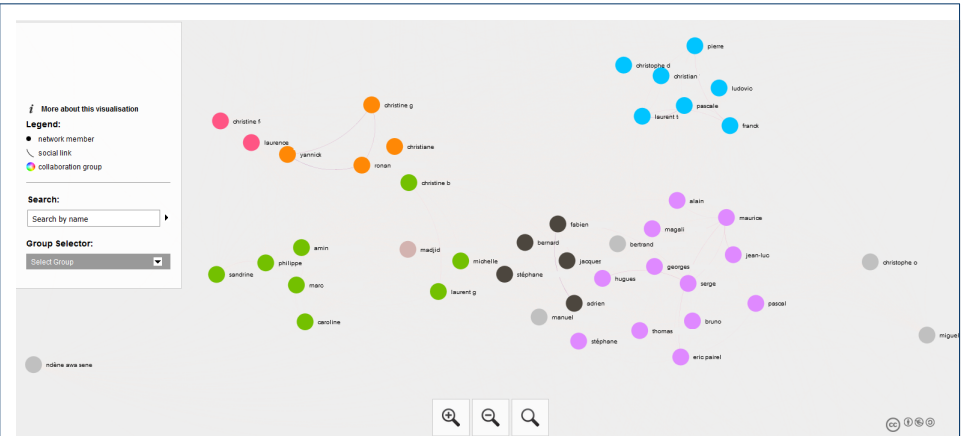 i More about this visualisation
Legend:
network member
social link
collaboration group
Search:
Search by name
Group Selector:
Select Group
pierre
christophe d
christian
ludovic
pascale
laurent t
franck
christine g
christine f
laurence
yannick
christiane
ronan
christine b
alain
maurice
fabien
magali
bernard
bertrand
amin
madjid
jean-luc
philippe
michelle
jacques
georges
christophe o
sandrine
stéphane
hugues
marc
serge
laurent g
adrien
pascal
manuel
caroline
bruno
thomas
miguel
stéphane
eric pairel
ndène awa sene
cc